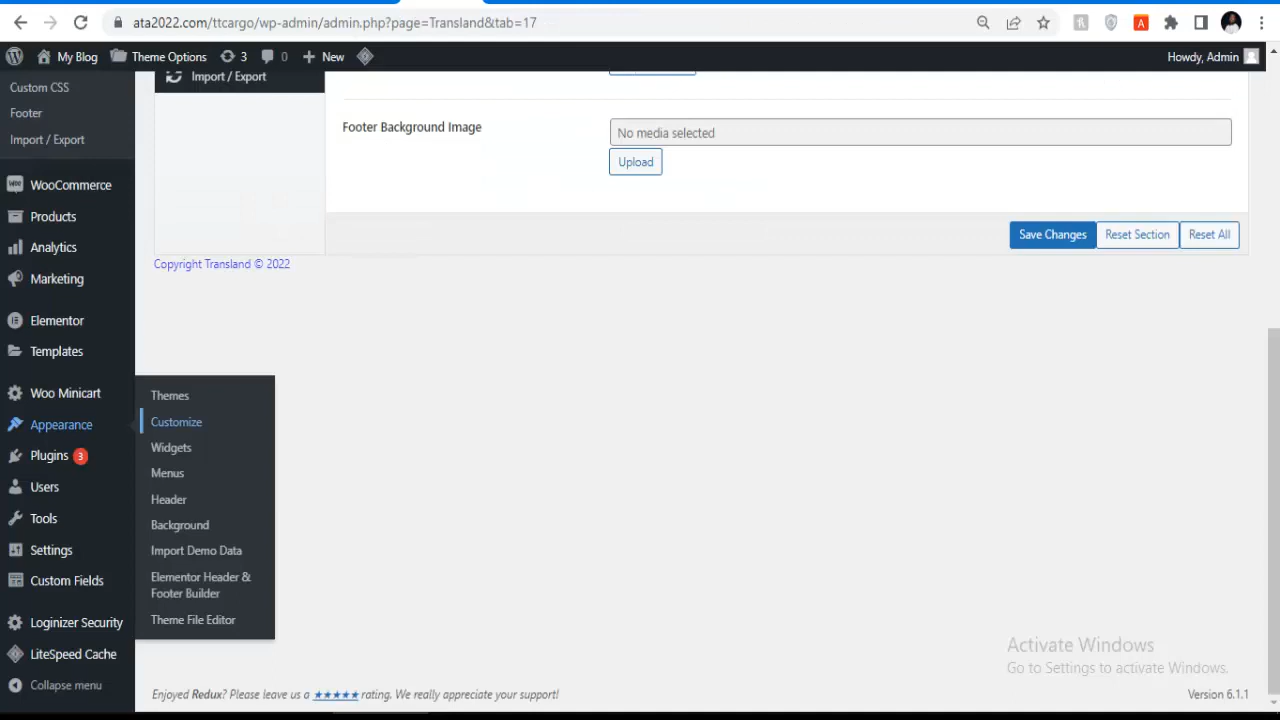 ata2022.com/ttcargo/wp-admin/admin.php?page=Transland&tab=17
My Blog
Theme Options
3
0
New
Howdy, Admin
Custom CSS
Footer
Import / Export
WooCommerce
Products
Analytics
Marketing
Elementor
Templates
Woo Minicart
Appearance
Plugins 3
Users
Tools
Settings
Custom Fields
Loginizer Security
LiteSpeed Cache
Collapse menu
Themes
Customize
Widgets
Menus
Header
Background
Import Demo Data
Elementor Header &
Footer Builder
Theme File Editor
Import / Export
Footer Background Image
No media selected
Upload
Save Changes
Reset Section
Reset All
Copyright Transland © 2022
Activate Windows
Go to Settings to activate Windows.
Enjoyed Redux? Please leave us a ★★★★★ rating. We really appreciate your support!
Version 6.1.1